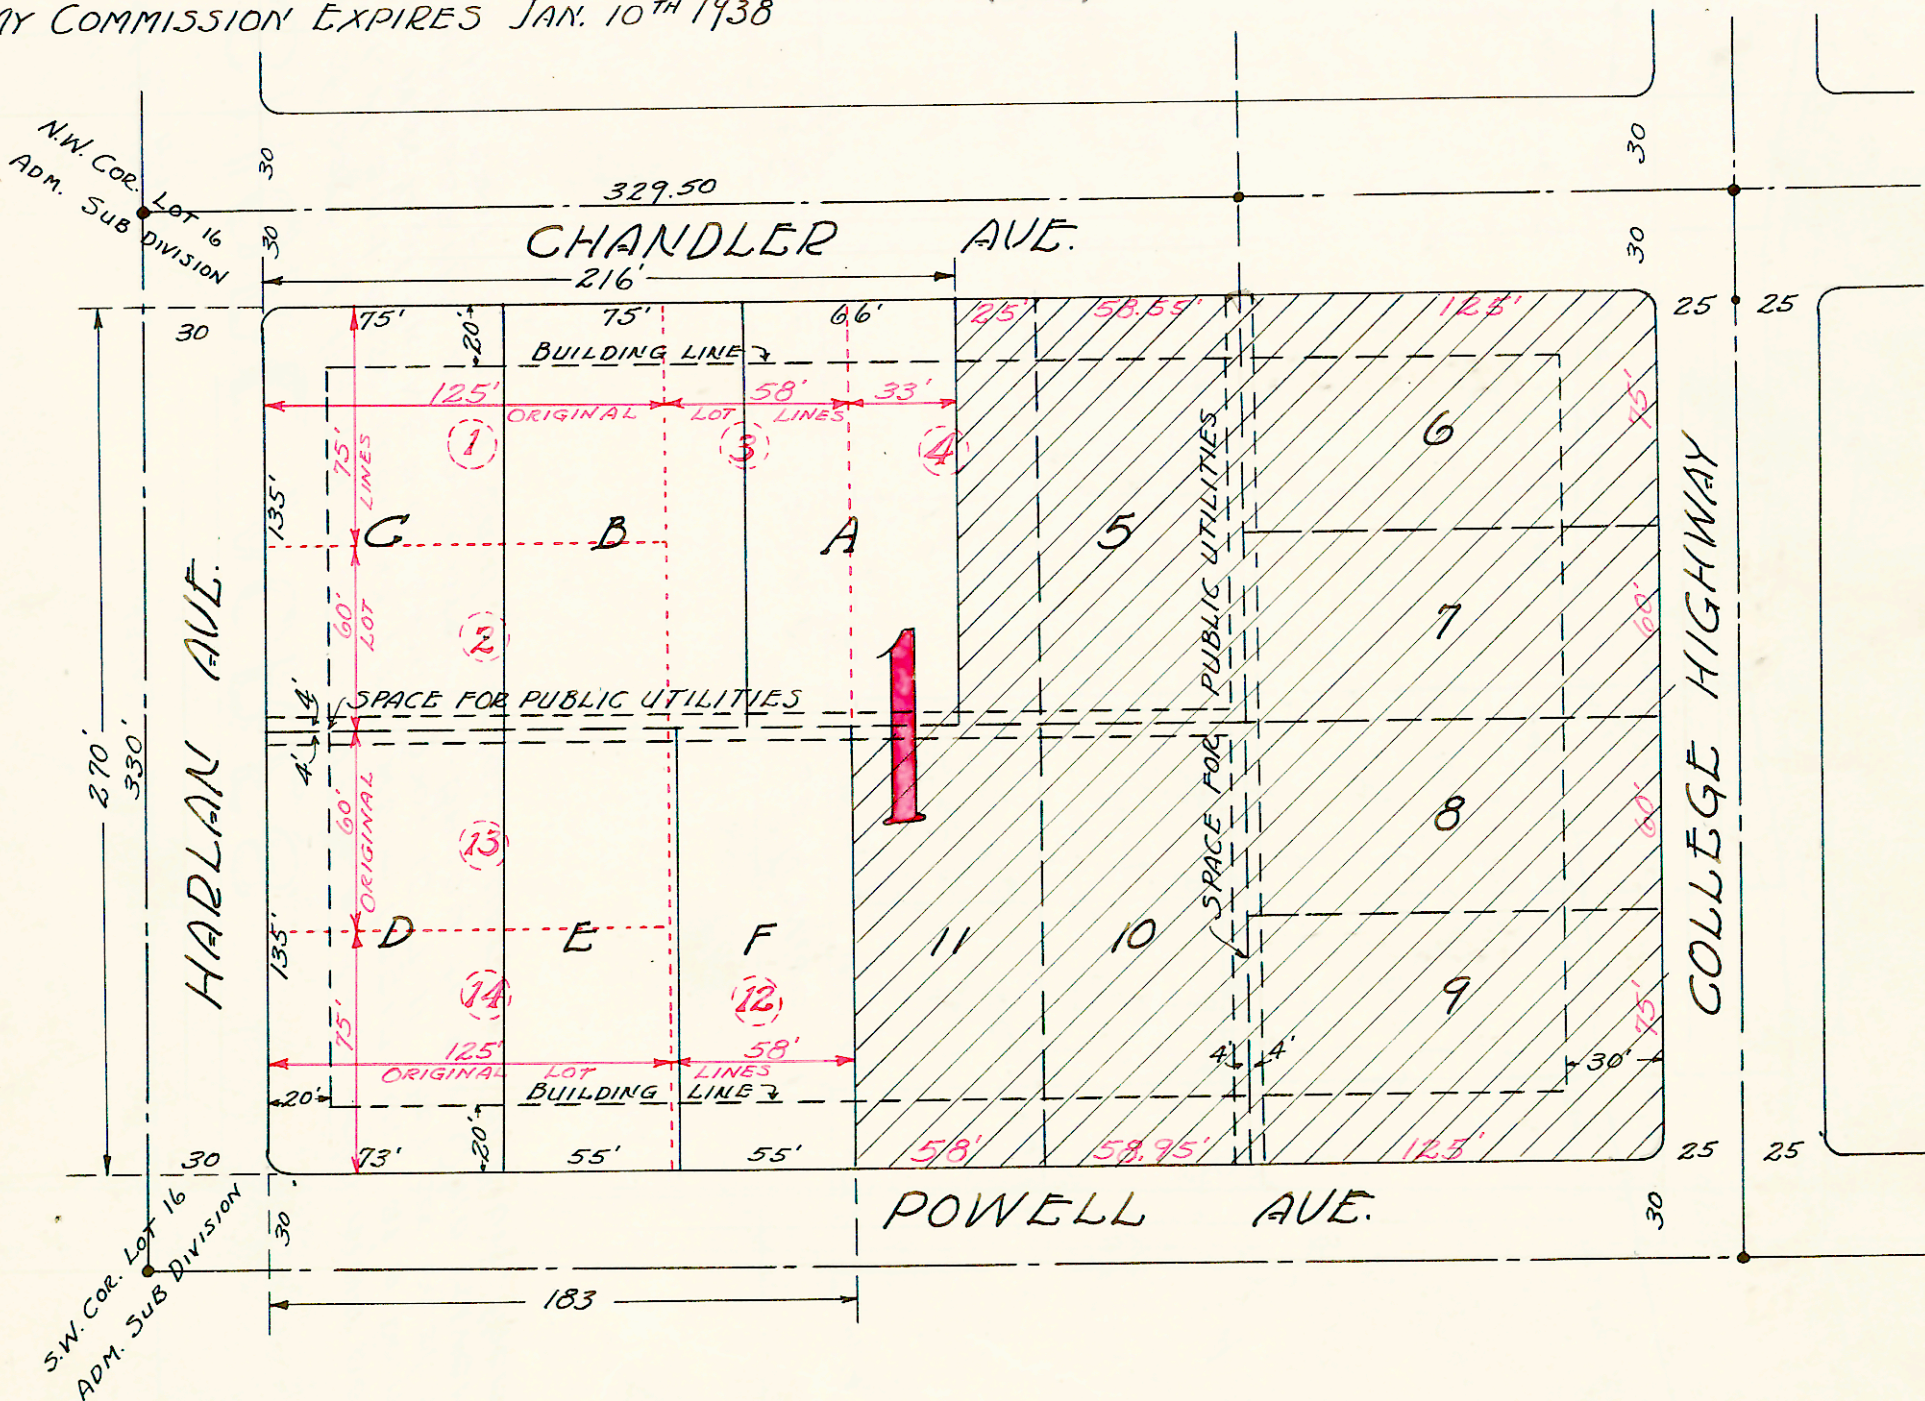 MY COMMISSION EXPIRES JAN. 10TH 1938
N.W. COR. LOT 16
ADM. SUB DIVISION
30
30
30
30
329.50
CHANDLER AVE.
216'
30
75'
20'
75'
66'
25'
58.55'
125'
25
25
BUILDING LINE
125'
58'
33'
ORIGINAL LOT LINES
1
3
4
6
75'
75'
LINES
135'
C
B
A
5
SPACE FOR PUBLIC UTILITIES
60'
LOT
2
7
60'
HARLAN AVE.
COLLEGE HIGHWAY
4'
SPACE FOR PUBLIC UTILITIES
4'
1
270'
330'
60'
ORIGINAL
13
8
60'
135'
D
E
F
11
10
14
12
9
75'
75'
125'
58'
ORIGINAL LOT LINES
4'
4'
30'
20'
BUILDING LINE
20'
73'
55'
55'
58'
58.95'
125'
30
25
25
30
30
POWELL AVE.
S.W. COR. LOT 16
ADM. SUB DIVISION
183